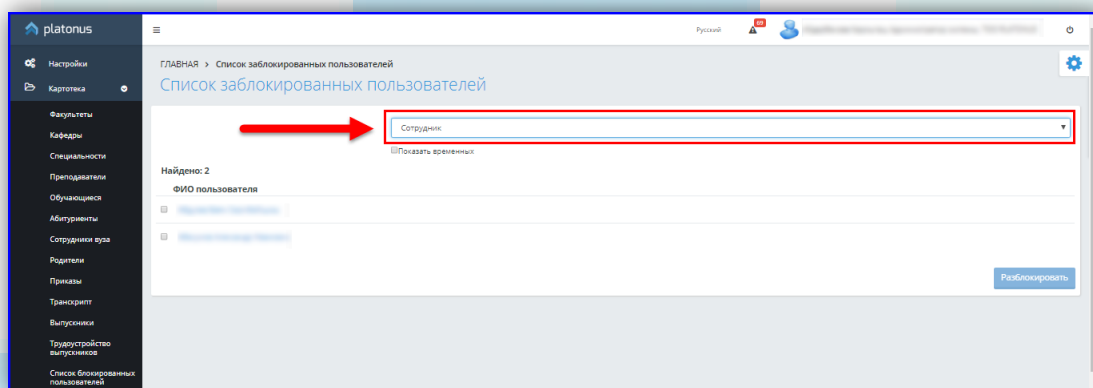 platonus
Русский
69
Настройки
Картотека
Факультеты
Кафедры
Специальности
Преподаватели
Обучающиеся
Абитуриенты
Сотрудники вуза
Родители
Приказы
Транскрипт
Выпускники
Трудоустройство
выпускников
Список блокированных
пользователей
ГЛАВНАЯ > Список заблокированных пользователей
Список заблокированных пользователей
Сотрудник
Показать временных
Найдено: 2
ФИО пользователя
Разблокировать